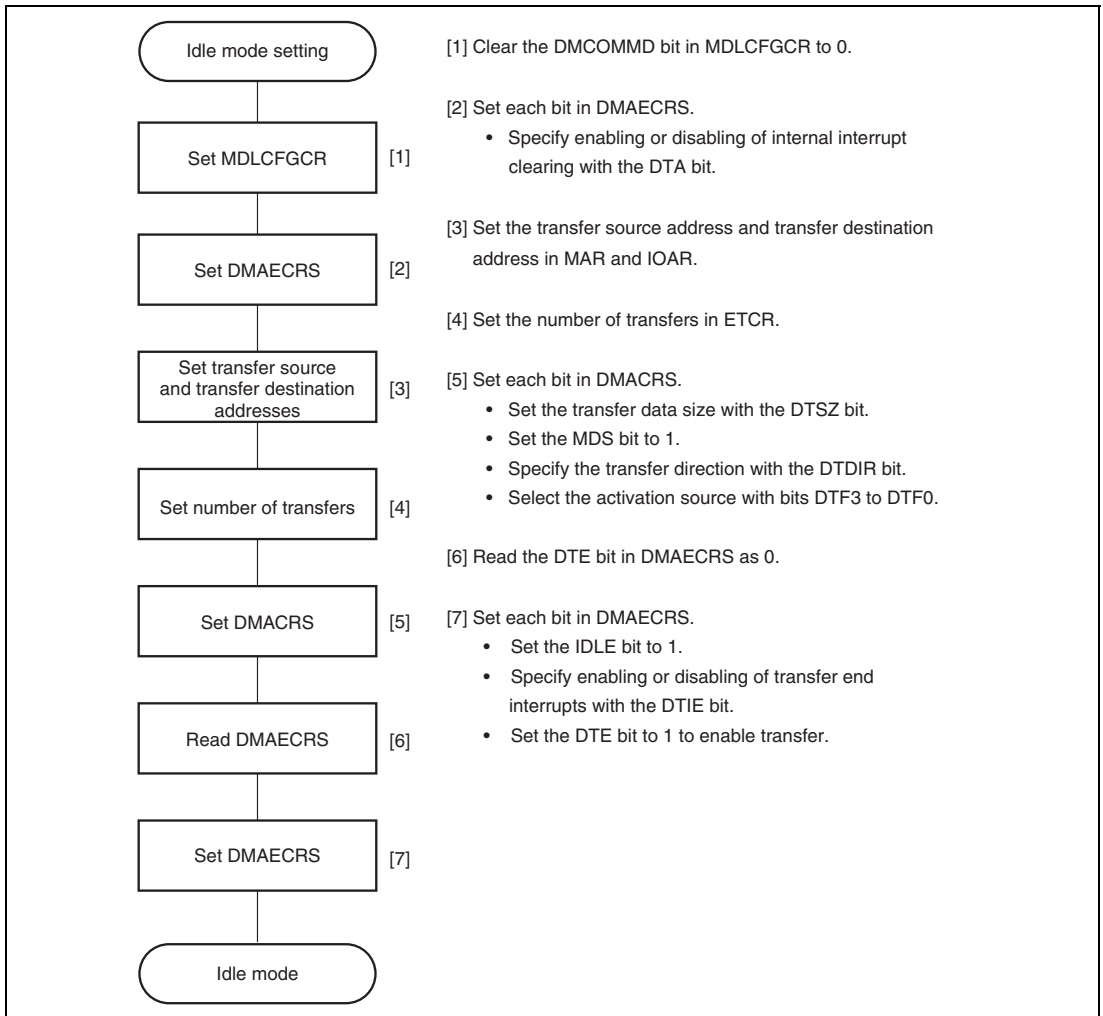 Idle mode setting
Set MDLCFGCR [1]
Set DMAECRS [2]
Set transfer source
and transfer destination
addresses
[3]
Set number of transfers [4]
Set DMACRS [5]
Read DMAECRS [6]
Set DMAECRS [7]
Idle mode
[1] Clear the DMCOMMD bit in MDLCFGCR to 0.
[2] Set each bit in DMAECRS.
• Specify enabling or disabling of internal interrupt
clearing with the DTA bit.
[3] Set the transfer source address and transfer destination
address in MAR and IOAR.
[4] Set the number of transfers in ETCR.
[5] Set each bit in DMACRS.
• Set the transfer data size with the DTSZ bit.
• Set the MDS bit to 1.
• Specify the transfer direction with the DTDIR bit.
• Select the activation source with bits DTF3 to DTF0.
[6] Read the DTE bit in DMAECRS as 0.
[7] Set each bit in DMAECRS.
• Set the IDLE bit to 1.
• Specify enabling or disabling of transfer end
interrupts with the DTIE bit.
• Set the DTE bit to 1 to enable transfer.